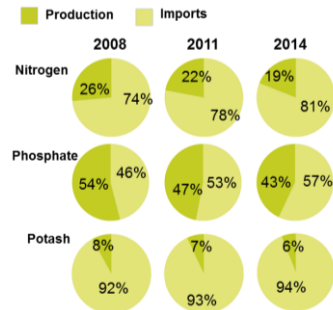 Production Imports
2008 2011 2014
Nitrogen
26% 74% 22% 78% 19% 81%
Phosphate
54% 46% 47% 53% 43% 57%
Potash
8% 92% 7% 93% 6% 94%